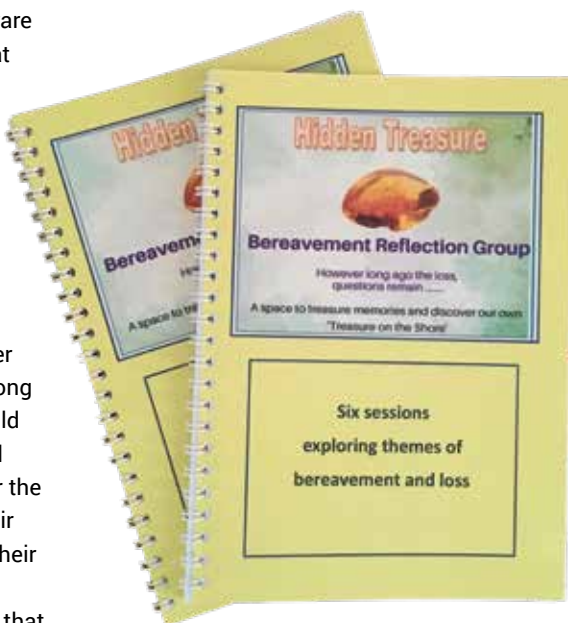 are
t
er
ong
ld
r the
ir
heir
that
Hidden
Bereavem
A space to
Hidden Treasure
Bereavement Reflection Group
However long ago the loss,
questions remain ......
A space to treasure memories and discover our own
'Treasure on the Shore'
Six sessions
exploring themes of
bereavement and loss